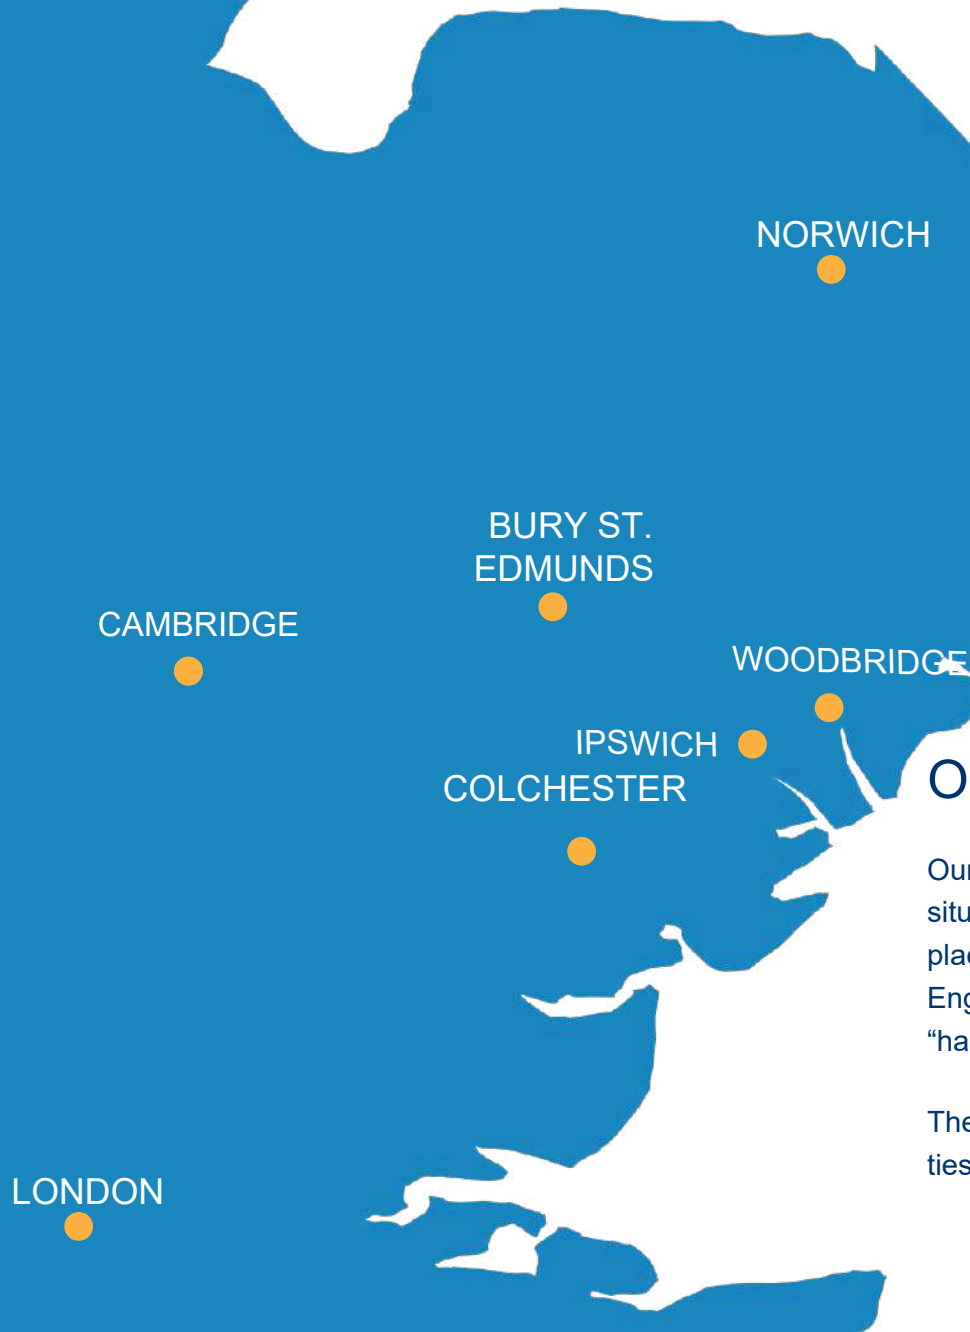 NORWICH
BURY ST.
EDMUNDS
CAMBRIDGE
WOODBRIDGE
IPSWICH
COLCHESTER
LONDON